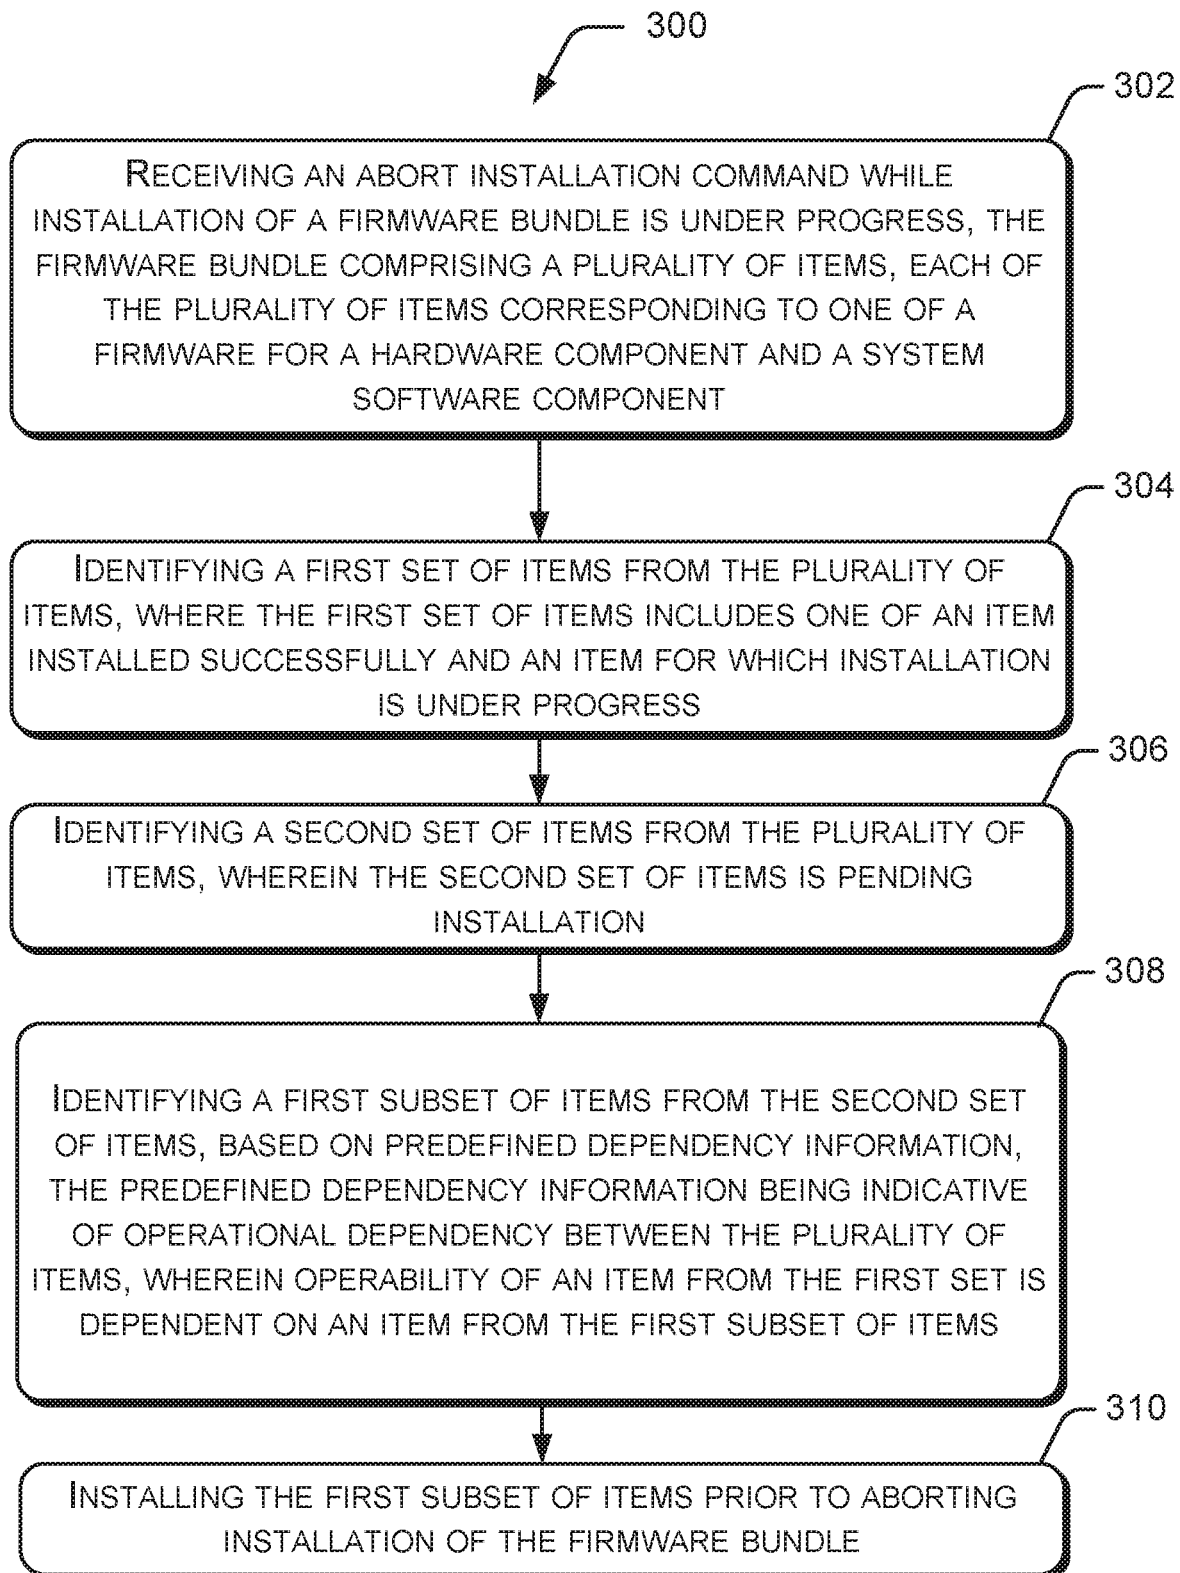 300
302
RECEIVING AN ABORT INSTALLATION COMMAND WHILE
INSTALLATION OF A FIRMWARE BUNDLE IS UNDER PROGRESS, THE
FIRMWARE BUNDLE COMPRISING A PLURALITY OF ITEMS, EACH OF
THE PLURALITY OF ITEMS CORRESPONDING TO ONE OF A
FIRMWARE FOR A HARDWARE COMPONENT AND A SYSTEM
SOFTWARE COMPONENT
304
IDENTIFYING A FIRST SET OF ITEMS FROM THE PLURALITY OF
ITEMS, WHERE THE FIRST SET OF ITEMS INCLUDES ONE OF AN ITEM
INSTALLED SUCCESSFULLY AND AN ITEM FOR WHICH INSTALLATION
IS UNDER PROGRESS
306
IDENTIFYING A SECOND SET OF ITEMS FROM THE PLURALITY OF
ITEMS, WHEREIN THE SECOND SET OF ITEMS IS PENDING
INSTALLATION
308
IDENTIFYING A FIRST SUBSET OF ITEMS FROM THE SECOND SET
OF ITEMS, BASED ON PREDEFINED DEPENDENCY INFORMATION,
THE PREDEFINED DEPENDENCY INFORMATION BEING INDICATIVE
OF OPERATIONAL DEPENDENCY BETWEEN THE PLURALITY OF
ITEMS, WHEREIN OPERABILITY OF AN ITEM FROM THE FIRST SET IS
DEPENDENT ON AN ITEM FROM THE FIRST SUBSET OF ITEMS
310
INSTALLING THE FIRST SUBSET OF ITEMS PRIOR TO ABORTING
INSTALLATION OF THE FIRMWARE BUNDLE